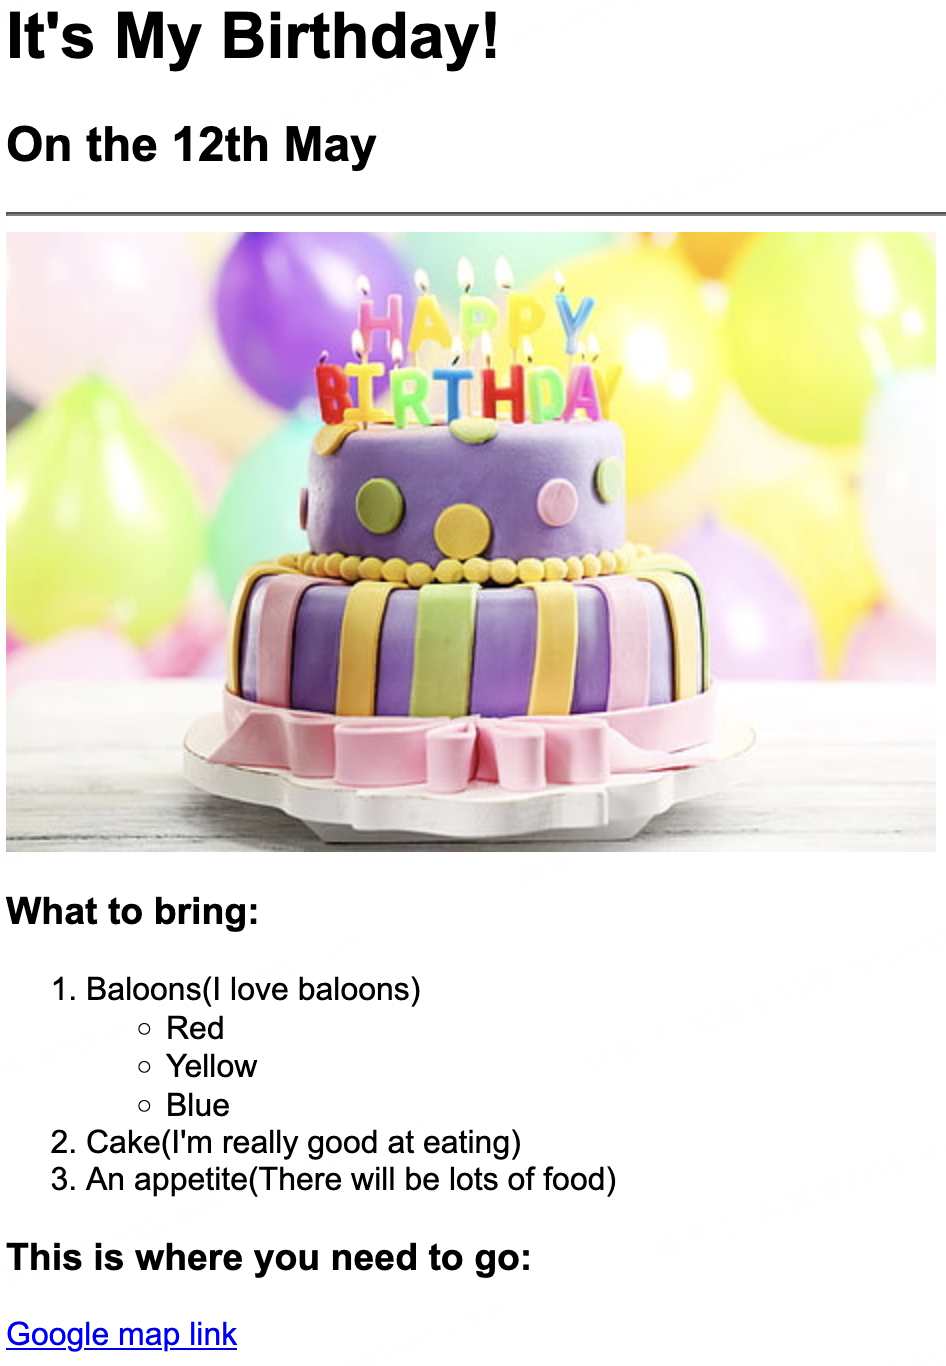 It's My Birthday!
On the 12th May
HAPPY
BIRTHDAY
What to bring:
1. Baloons(I love baloons)
○ Red
○ Yellow
○ Blue
2. Cake(I'm really good at eating)
3. An appetite(There will be lots of food)
This is where you need to go:
Google map link